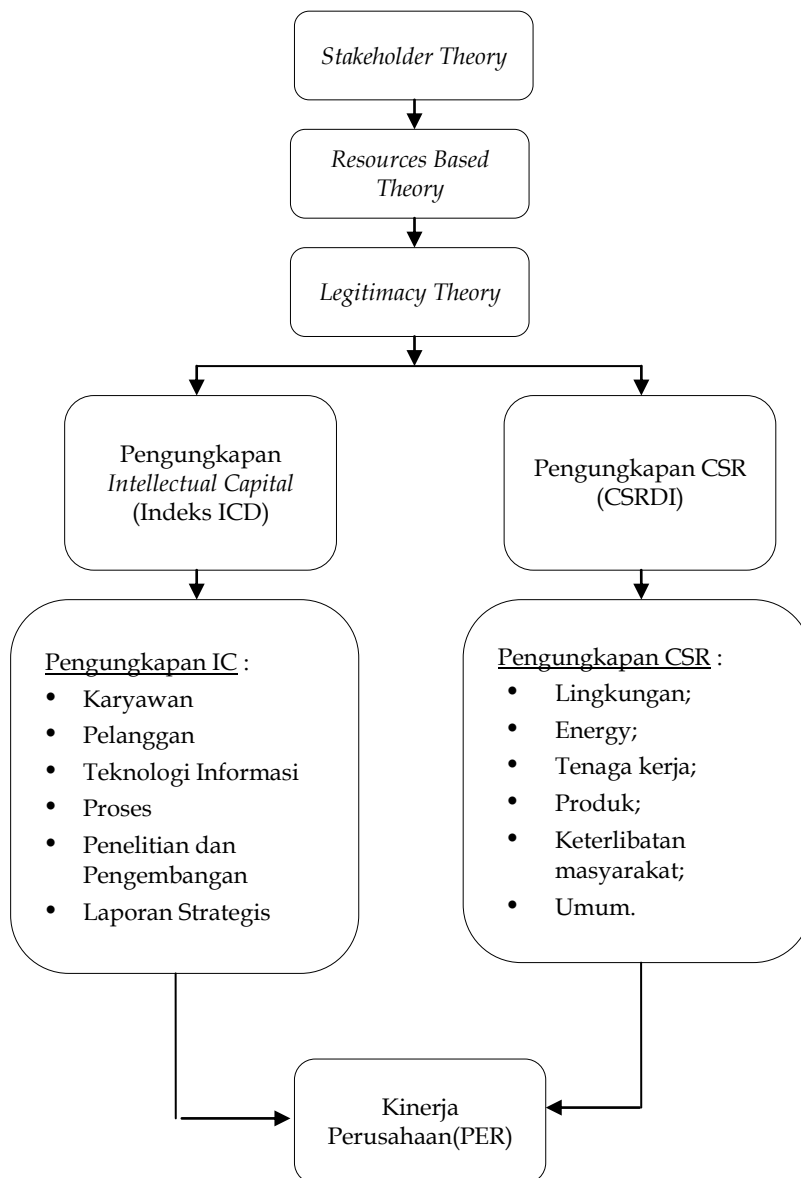 Stakeholder Theory
Resources Based
Theory
Legitimacy Theory
Pengungkapan
Intellectual Capital
(Indeks ICD)
Pengungkapan CSR
(CSRDI)
Pengungkapan IC :
• Karyawan
• Pelanggan
• Teknologi Informasi
• Proses
• Penelitian dan
Pengembangan
• Laporan Strategis
Pengungkapan CSR :
• Lingkungan;
• Energy;
• Tenaga kerja;
• Produk;
• Keterlibatan
masyarakat;
• Umum.
Kinerja
Perusahaan(PER)